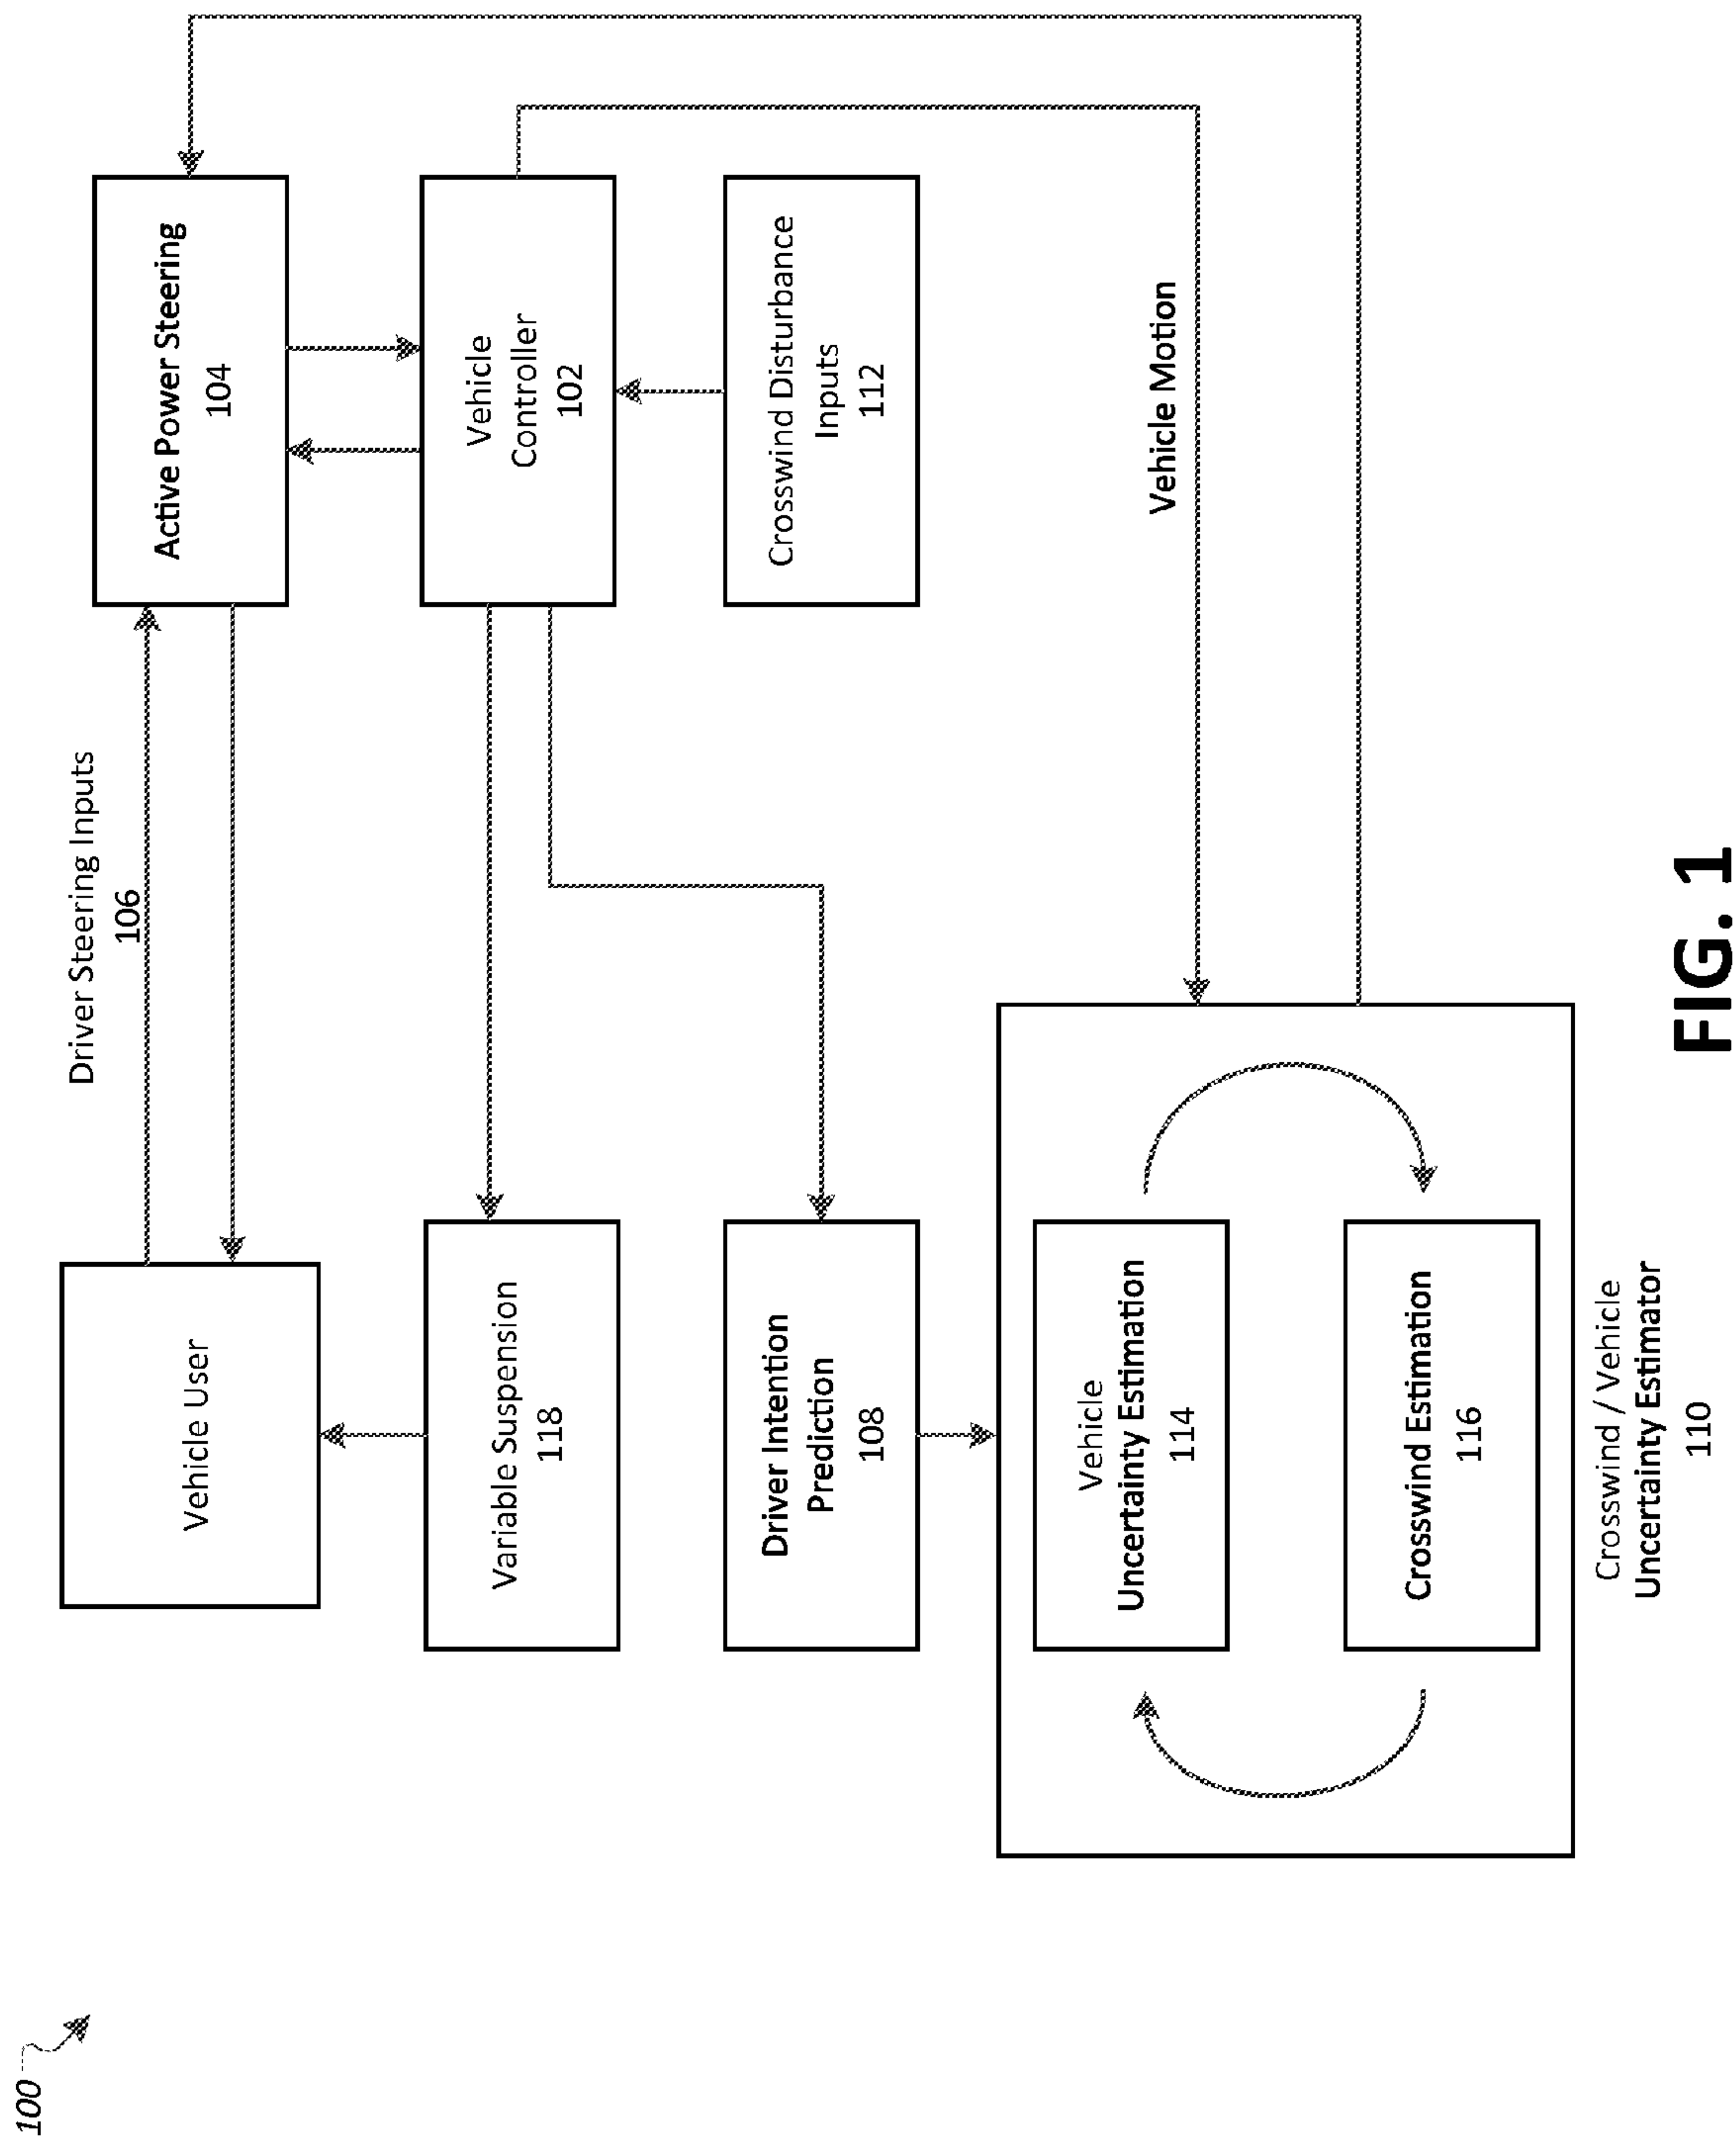 100
Vehicle User
Driver Steering Inputs
106
Active Power Steering
104
Variable Suspension
118
Vehicle
Controller
102
Driver Intention
Prediction
108
Crosswind Disturbance
Inputs
112
Vehicle
Uncertainty Estimation
114
Vehicle Motion
Crosswind Estimation
116
Crosswind / Vehicle
Uncertainty Estimator
110
FIG. 1